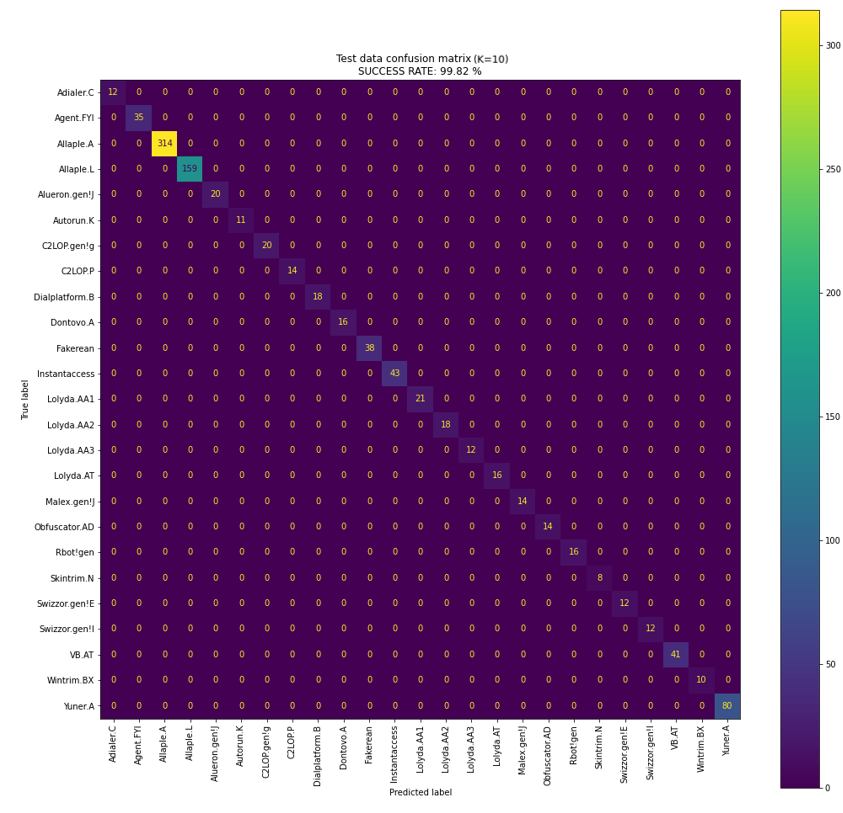 Test data confusion matrix (K=10)
SUCCESS RATE: 99.82 %
Adialer.C 12 0 0 0 0 0 0 0 0 0 0 0 0 0 0 0 0 0 0 0 0 0 0 0 0
Agent.FYI 0 35 0 0 0 0 0 0 0 0 0 0 0 0 0 0 0 0 0 0 0 0 0 0 0
Allaple.A 0 0 314 0 0 0 0 0 0 0 0 0 0 0 0 0 0 0 0 0 0 0 0 0 0
Allaple.L 0 0 0 159 0 0 0 0 0 0 0 0 0 0 0 0 0 0 0 0 0 0 0 0 0
Alueron.gen!J 0 0 0 0 20 0 0 0 0 0 0 0 0 0 0 0 0 0 0 0 0 0 0 0 0
Autorun.K 0 0 0 0 0 11 0 0 0 0 0 0 0 0 0 0 0 0 0 0 0 0 0 0 0
C2LOP.gen!g 0 0 0 0 0 0 20 0 0 0 0 0 0 0 0 0 0 0 0 0 0 0 0 0 0
C2LOP.P 0 0 0 0 0 0 0 14 0 0 0 0 0 0 0 0 0 0 0 0 0 0 0 0 0
Dialplatform.B 0 0 0 0 0 0 0 0 18 0 0 0 0 0 0 0 0 0 0 0 0 0 0 0 0
Dontovo.A 0 0 0 0 0 0 0 0 0 16 0 0 0 0 0 0 0 0 0 0 0 0 0 0 0
Fakerean 0 0 0 0 0 0 0 0 0 0 38 0 0 0 0 0 0 0 0 0 0 0 0 0 0
Instantaccess 0 0 0 0 0 0 0 0 0 0 0 43 0 0 0 0 0 0 0 0 0 0 0 0 0
Lolyda.AA1 0 0 0 0 0 0 0 0 0 0 0 0 21 0 0 0 0 0 0 0 0 0 0 0 0
Lolyda.AA2 0 0 0 0 0 0 0 0 0 0 0 0 0 18 0 0 0 0 0 0 0 0 0 0 0
Lolyda.AA3 0 0 0 0 0 0 0 0 0 0 0 0 0 0 12 0 0 0 0 0 0 0 0 0 0
Lolyda.AT 0 0 0 0 0 0 0 0 0 0 0 0 0 0 0 16 0 0 0 0 0 0 0 0 0
Malex.gen!J 0 0 0 0 0 0 0 0 0 0 0 0 0 0 0 0 14 0 0 0 0 0 0 0 0
Obfuscator.AD 0 0 0 0 0 0 0 0 0 0 0 0 0 0 0 0 0 14 0 0 0 0 0 0 0
Rbot!gen 0 0 0 0 0 0 0 0 0 0 0 0 0 0 0 0 0 0 16 0 0 0 0 0 0
Skintrim.N 0 0 0 0 0 0 0 0 0 0 0 0 0 0 0 0 0 0 0 8 0 0 0 0 0
Swizzor.gen!E 0 0 0 0 0 0 0 0 0 0 0 0 0 0 0 0 0 0 0 0 12 0 0 0 0
Swizzor.gen!I 0 0 0 0 0 0 0 0 0 0 0 0 0 0 0 0 0 0 0 0 0 12 0 0 0
VB.AT 0 0 0 0 0 0 0 0 0 0 0 0 0 0 0 0 0 0 0 0 0 0 41 0 0
Wintrim.BX 0 0 0 0 0 0 0 0 0 0 0 0 0 0 0 0 0 0 0 0 0 0 0 10 0
Yuner.A 0 0 0 0 0 0 0 0 0 0 0 0 0 0 0 0 0 0 0 0 0 0 0 0 80
True label
Adialer.C
Agent.FYI
Allaple.A
Allaple.L
Alueron.gen!J
Autorun.K
C2LOP.gen!g
C2LOP.P
Dialplatform.B
Dontovo.A
Fakerean
Instantaccess
Lolyda.AA1
Lolyda.AA2
Lolyda.AA3
Lolyda.AT
Malex.gen!J
Obfuscator.AD
Rbot!gen
Skintrim.N
Swizzor.gen!E
Swizzor.gen!I
VB.AT
Wintrim.BX
Yuner.A
Predicted label
300
250
200
150
100
50
0